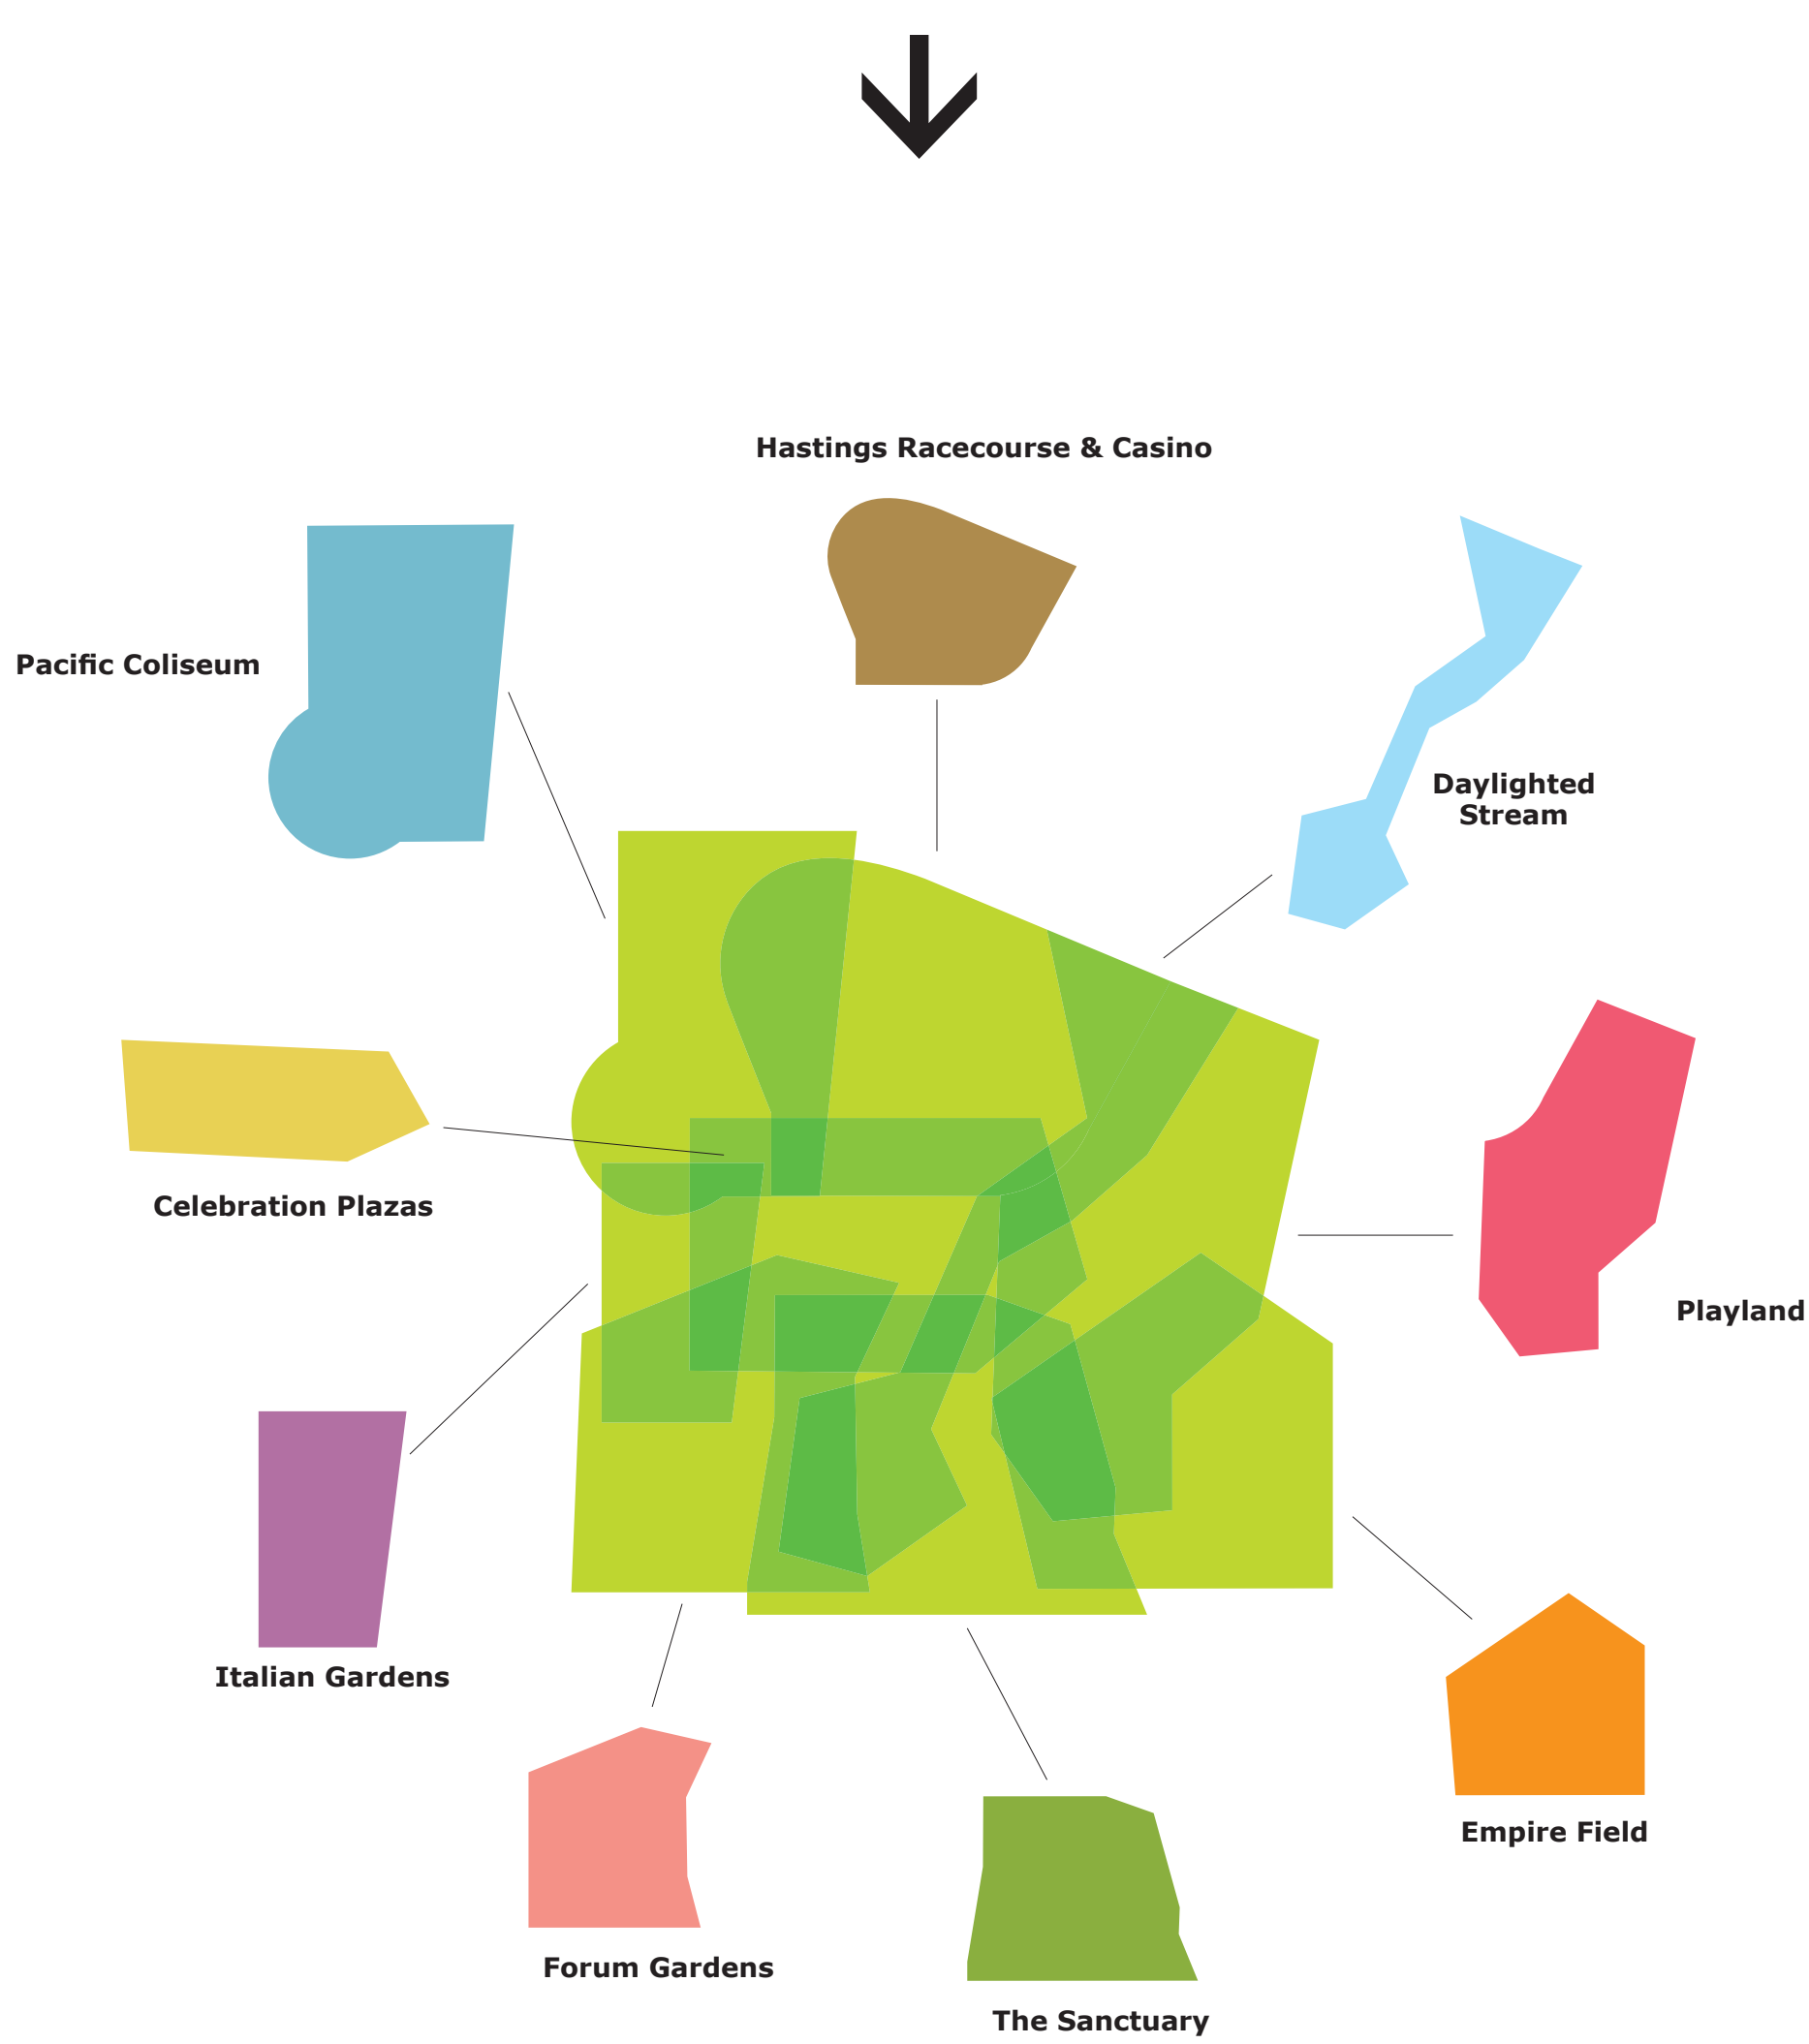 Hastings Racecourse & Casino
Pacific Coliseum
Daylighted
Stream
Celebration Plazas
Playland
Italian Gardens
Empire Field
Forum Gardens
The Sanctuary